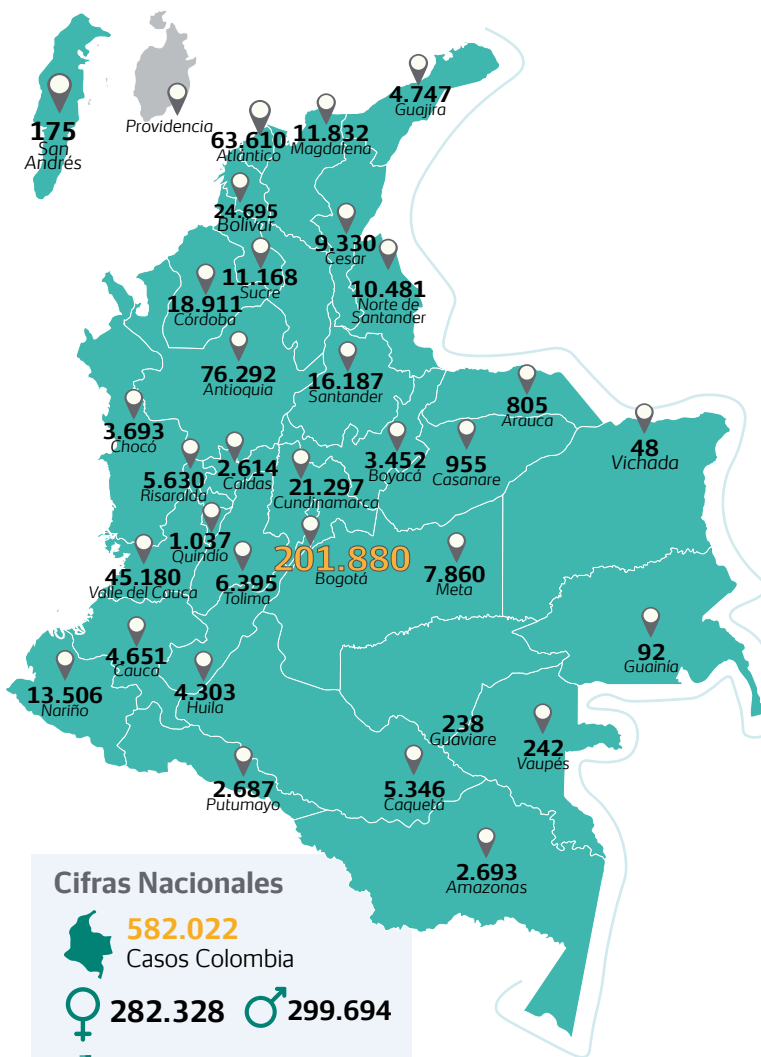 175
San
Andrés
Providencia
4.747
Guajira
63.610
Atlántico
11.832
Magdalena
24.695
Bolívar
9.330
Cesar
11.168
Sucre
10.481
Norte de
Santander
18.911
Córdoba
76.292
Antioquia
16.187
Santander
805
Arauca
3.693
Chocó
48
Vichada
5.630
Risaralda
2.614
Caldas
21.297
Cundinamarca
3.452
Boyacá
955
Casanare
1.037
Quindío
201.880
Bogotá
45.180
Valle del Cauca
6.395
Tolima
7.860
Meta
4.651
Cauca
92
Guainía
13.506
Nariño
4.303
Huila
238
Guaviare
242
Vaupés
2.687
Putumayo
5.346
Caquetá
2.693
Amazonas
Cifras Nacionales
582.022
Casos Colombia
282.328 299.694